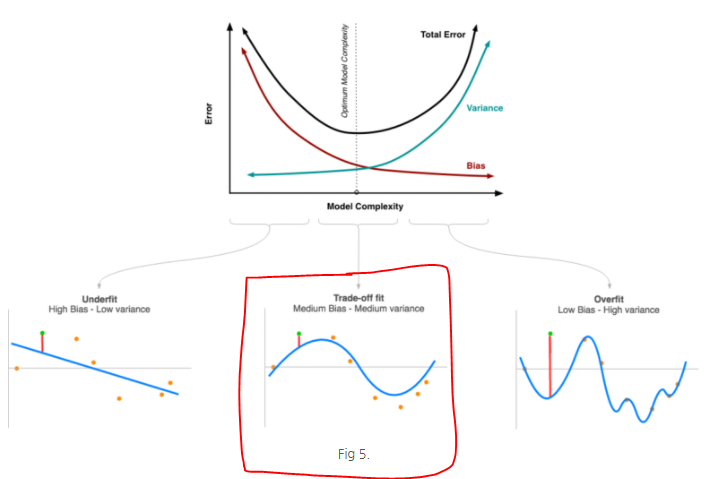 Total Error
Optimum Model Complexity
Error
Variance
Bias
Model Complexity
Underfit
High Bias - Low variance
Trade-off fit
Medium Bias - Medium variance
Overfit
Low Bias - High variance
Fig 5.